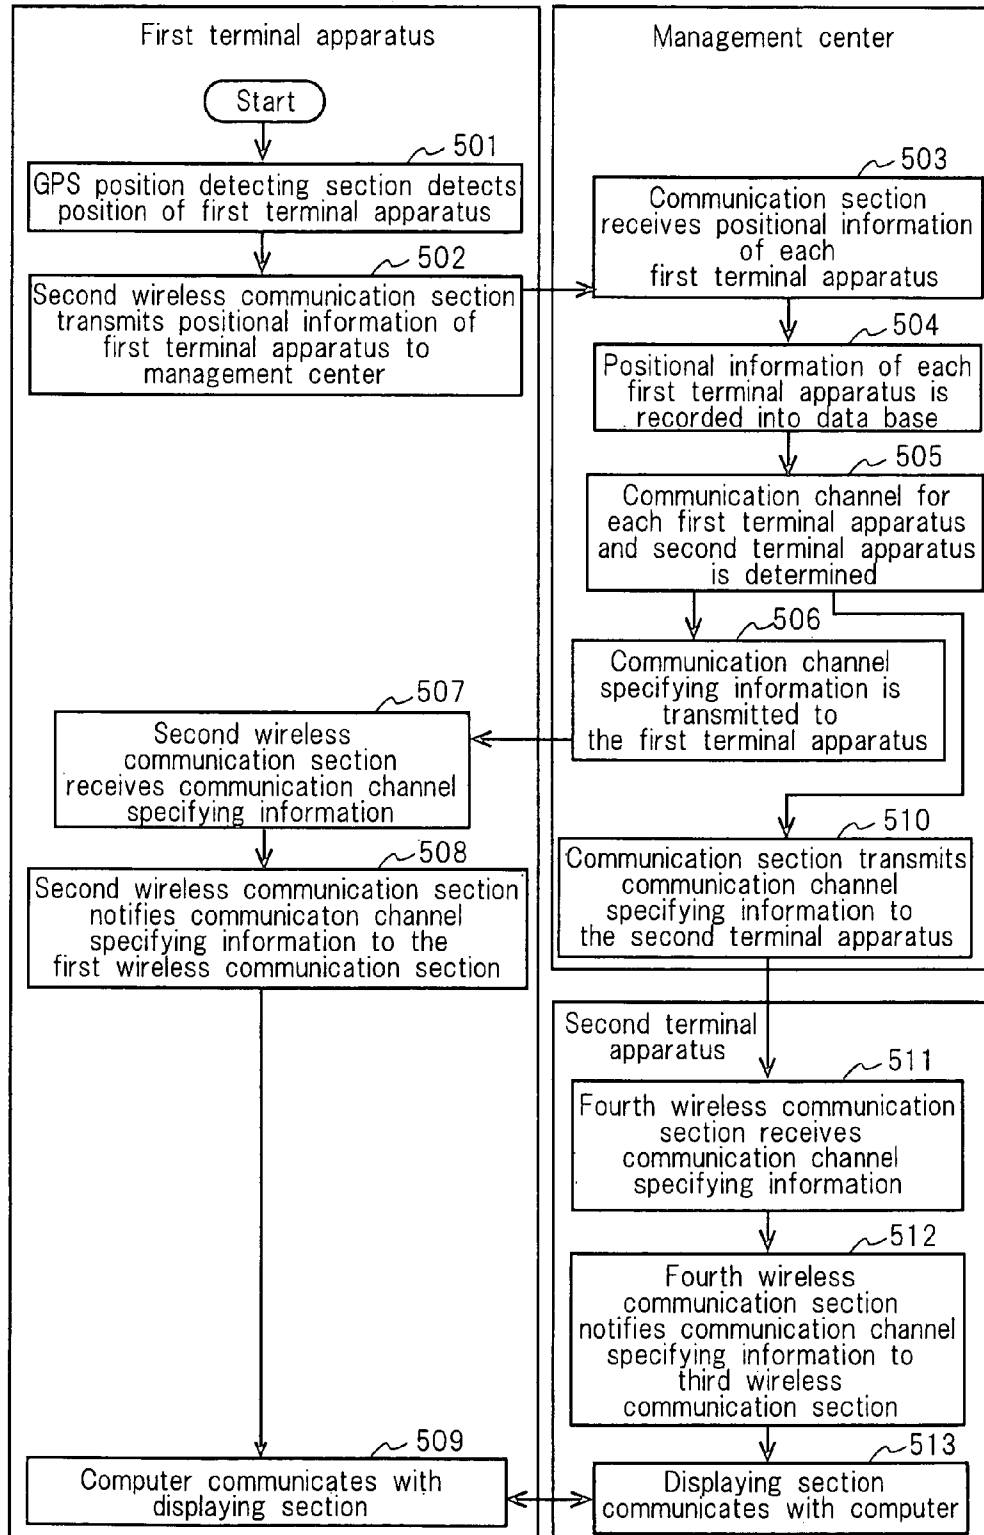 First terminal apparatus
Start
501
GPS position detecting section detects
position of first terminal apparatus
502
Second wireless communication section
transmits positional information of
first terminal apparatus to
management center
Management center
503
Communication section
receives positional information
of each
first terminal apparatus
504
Positional information of each
first terminal apparatus is
recorded into data base
505
Communication channel for
each first terminal apparatus
and second terminal apparatus
is determined
506
Communication channel
specifying information is
transmitted to
the first terminal apparatus
507
Second wireless
communication section
receives communication channel
specifying information
508
Second wireless communication section
notifies communicaton channel
specifying information to the
first wireless communication section
510
Communication section transmits
communication channel
specifying information to
the second terminal apparatus
Second terminal
apparatus
511
Fourth wireless communication
section receives
communication channel
specifying information
512
Fourth wireless
communication section
notifies communication channel
specifying information to
third wireless
communication section
509
Computer communicates with
displaying section
513
Displaying section
communicates with computer